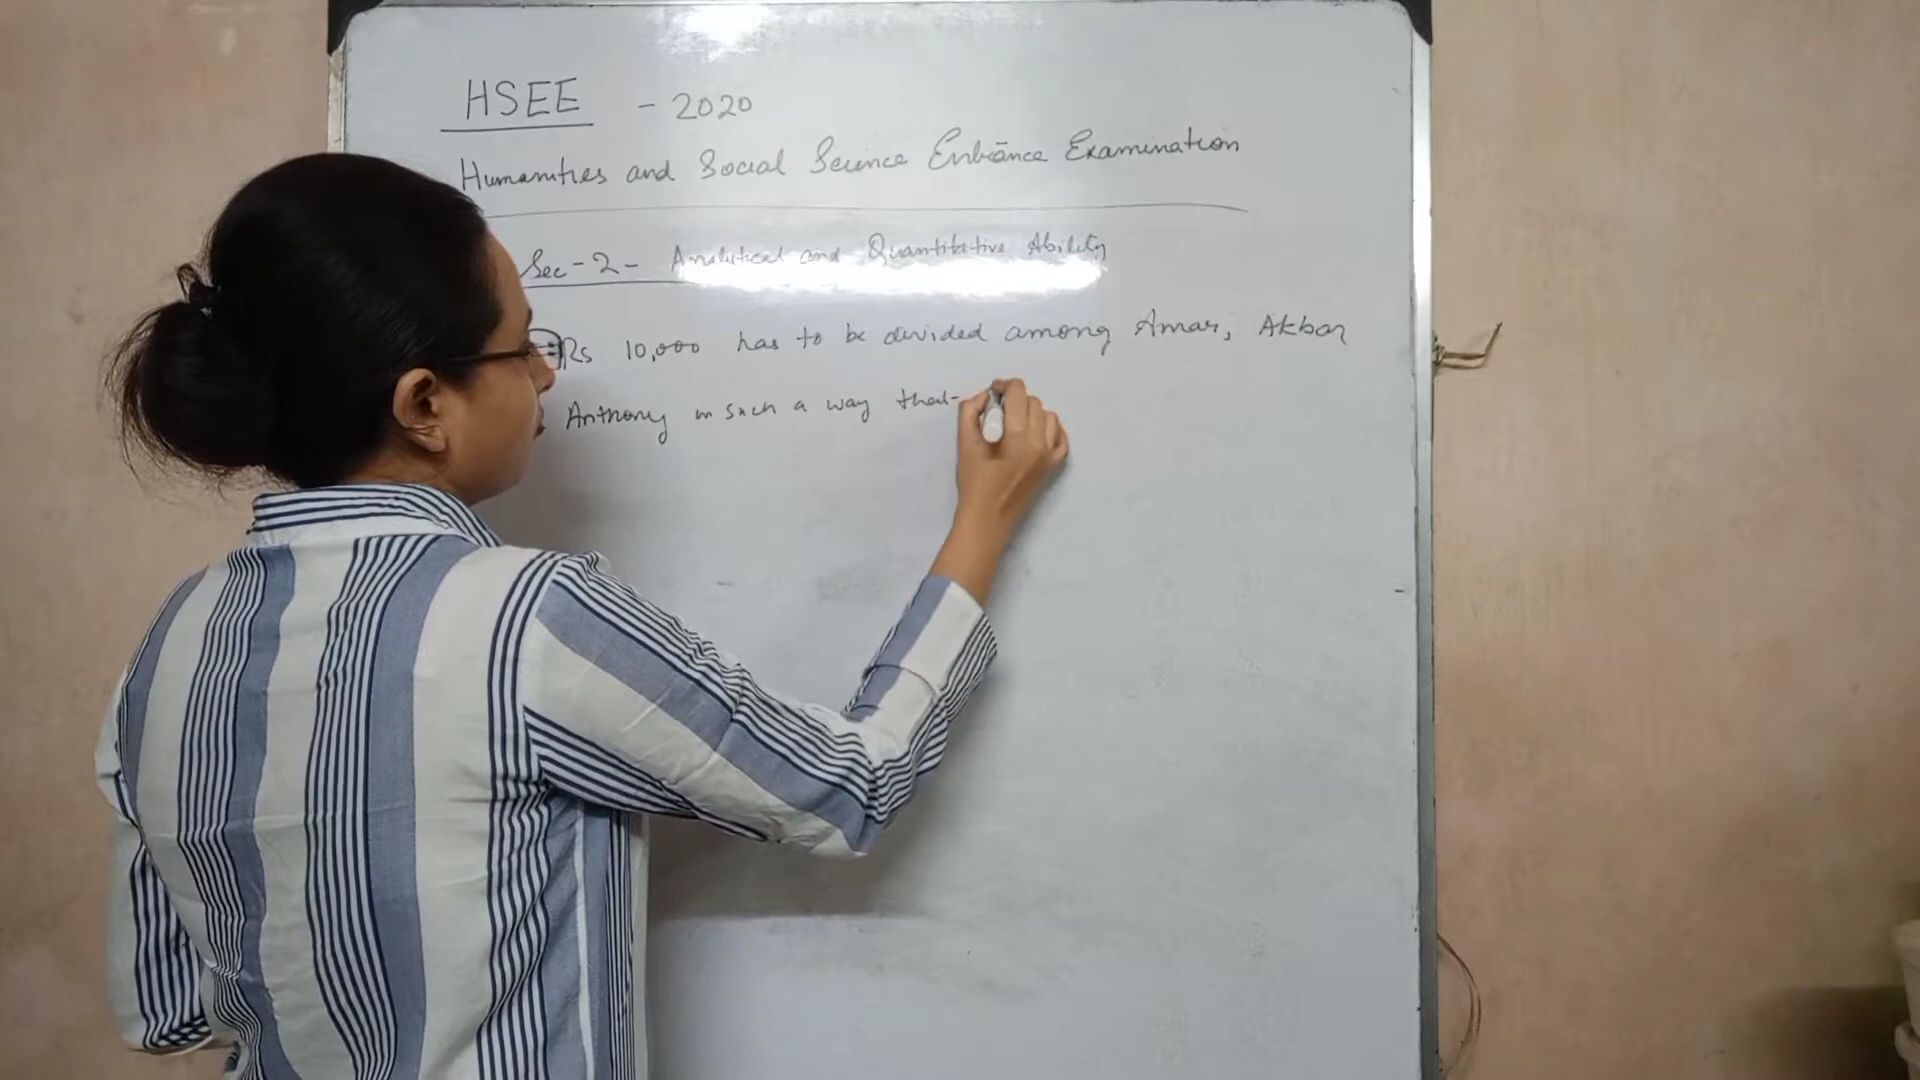 HSEE - 2020
Humanities and Social Science Entrance Examination
Sec-2- Analytical and Quantitative Ability
Rs 10,000 has to be divided among Amar, Akbar
Anthony in such a way that